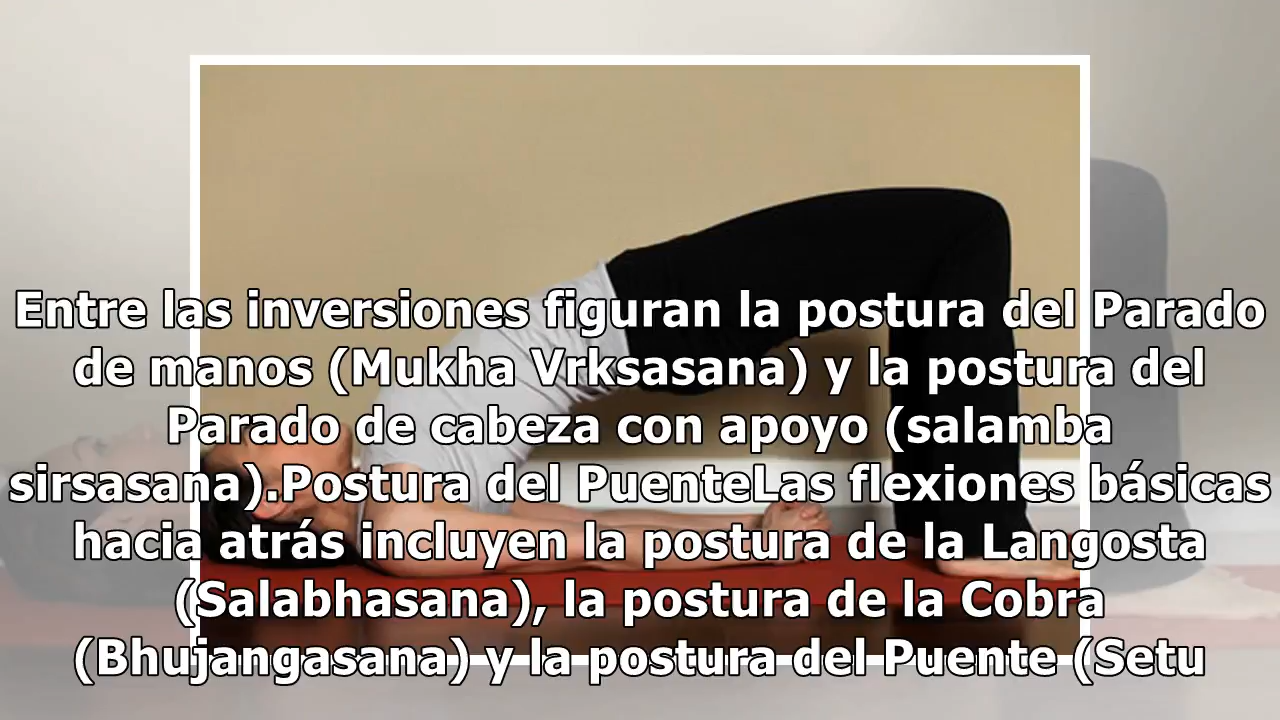 Entre las inversiones figuran la postura del Parado
de manos (Mukha Vrksasana) y la postura del
Parado de cabeza con apoyo (salamba
sirsasana).Postura del PuenteLas flexiones básicas
hacia atrás incluyen la postura de la Langosta
(Salabhasana), la postura de la Cobra
(Bhujangasana) y la postura del Puente (Setu